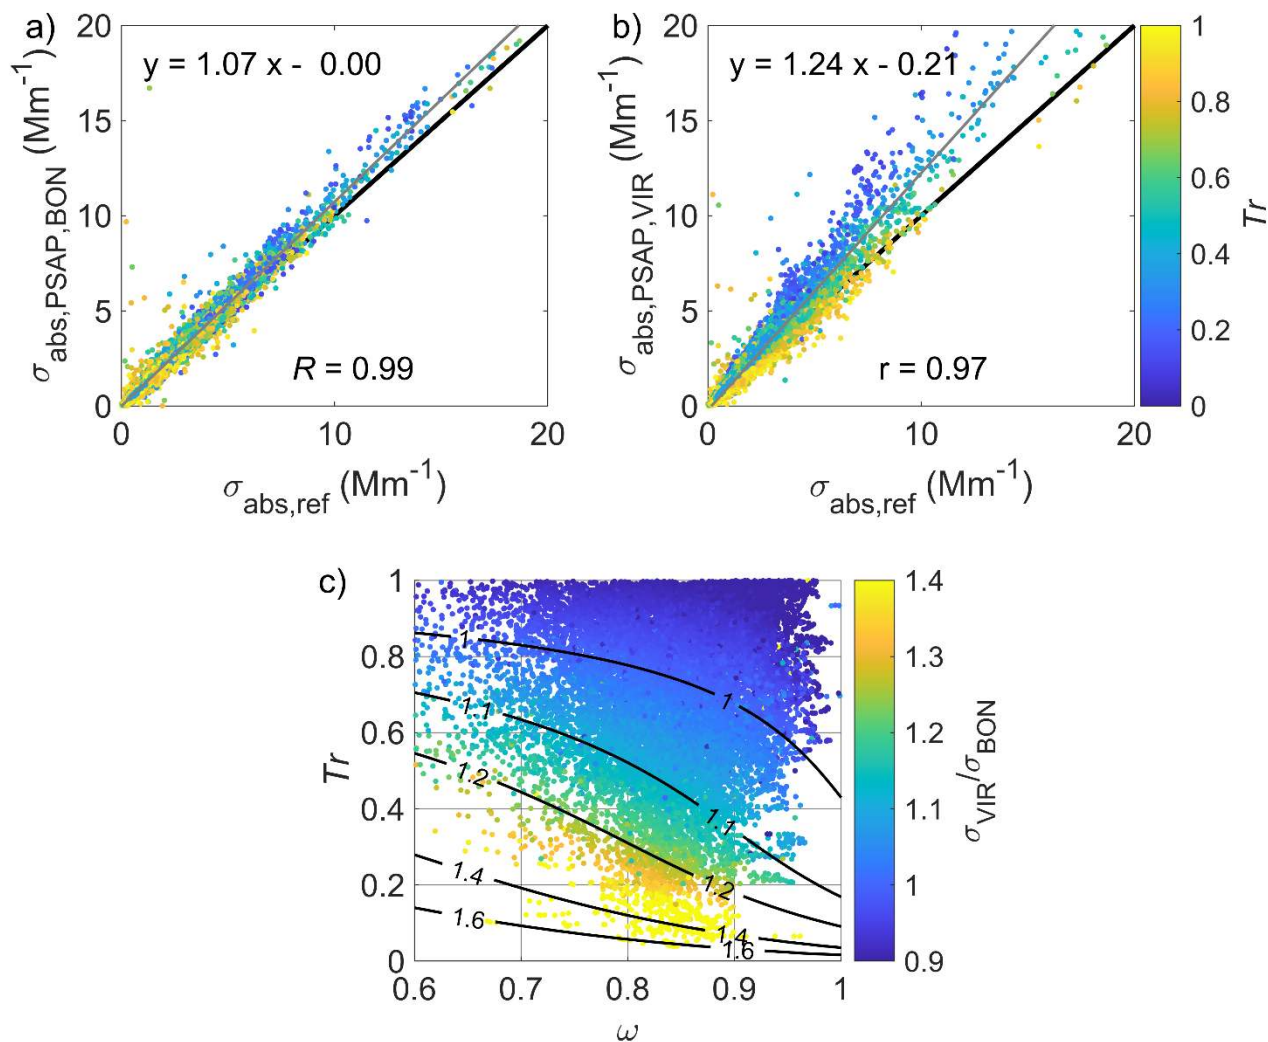 a)
y = 1.07 x - 0.00
R = 0.99
20
15
10
5
0
0 10 20
σabs,PSAP,BON (Mm-1)
σabs,ref (Mm-1)
b)
y = 1.24 x - 0.21
r = 0.97
20
15
10
5
0
0 10 20
σabs,PSAP,VIR (Mm-1)
σabs,ref (Mm-1)
1
0.8
0.6
0.4
0.2
0
Tr
c)
1
0.8
0.6
0.4
0.2
0
0.6 0.7 0.8 0.9 1
Tr
ω
1 1
1.1 1.1
1.2 1.2
1.4 1.4
1.6 1.6
1.4
1.3
1.2
1.1
1
0.9
σVIR/σBON